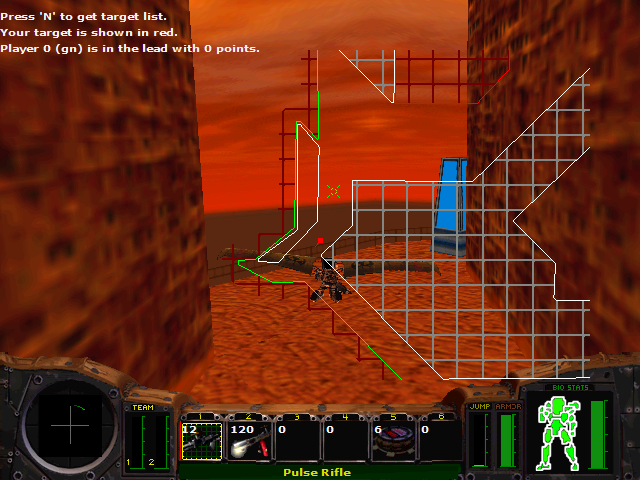 Press 'N' to get target list.
Your target is shown in red.
Player 0 (gn) is in the lead with 0 points.
TEAM
1 2
1 2 3 4 5 6
12 120 0 0 6 0
Pulse Rifle
JUMP ARMOR
BIO STATS